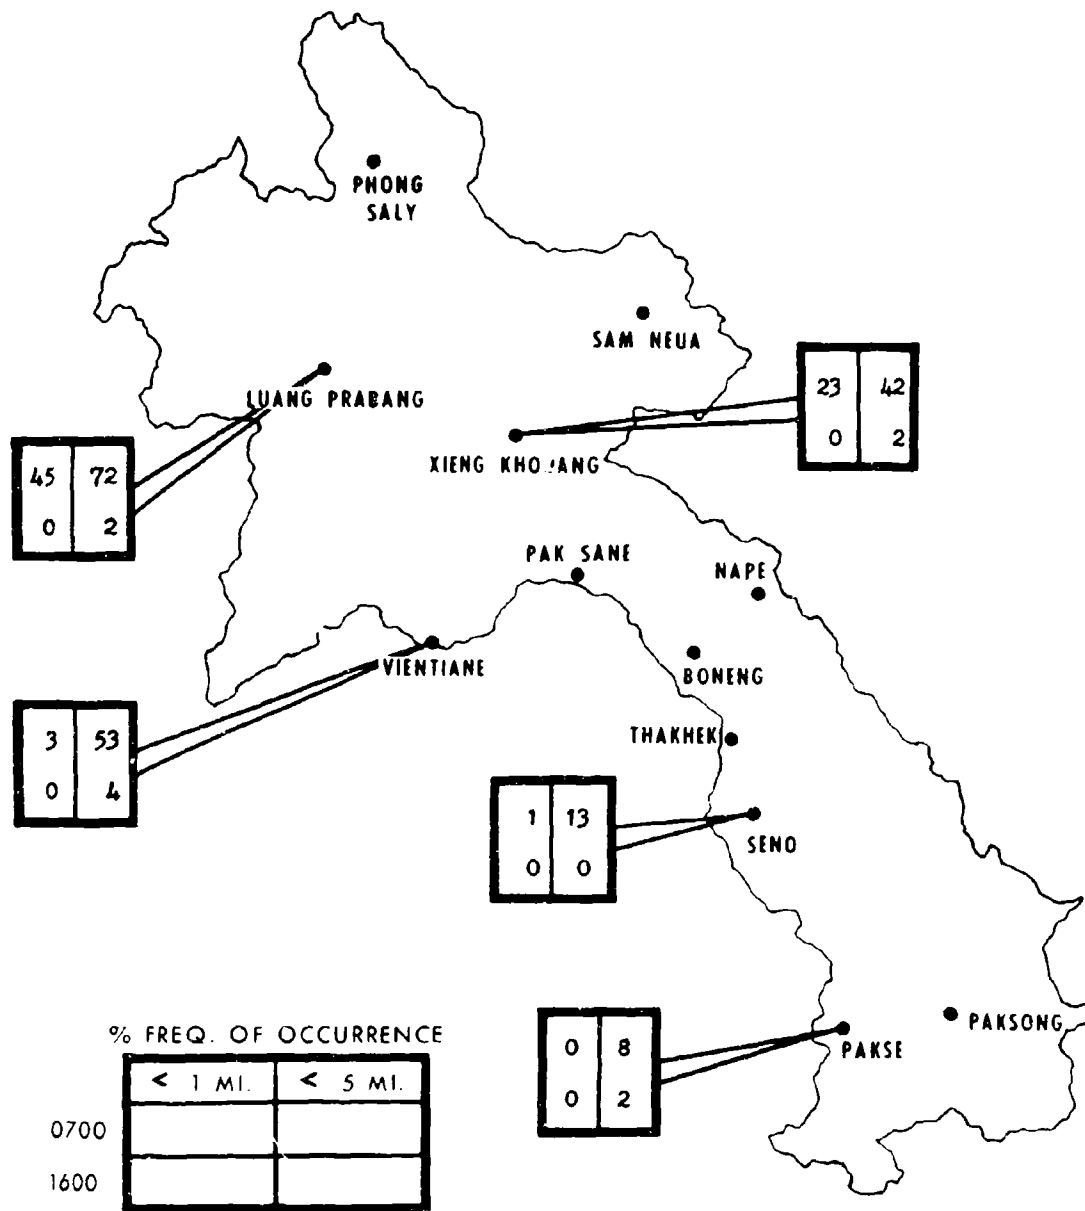 PHONG
SALY
SAM NEUA
LUANG PRABANG
23 42
0 2
XIENG KHO
ANG
45 72
0 2
PAK SANE
NAPE
VIENTIANE
BONENG
3 53
0 4
THAKHEK
1 13
0 0
SENO
% FREQ. OF OCCURRENCE
< 1 MI. < 5 MI.
0700
1600
0 8
0 2
PAKSE
PAKSONG